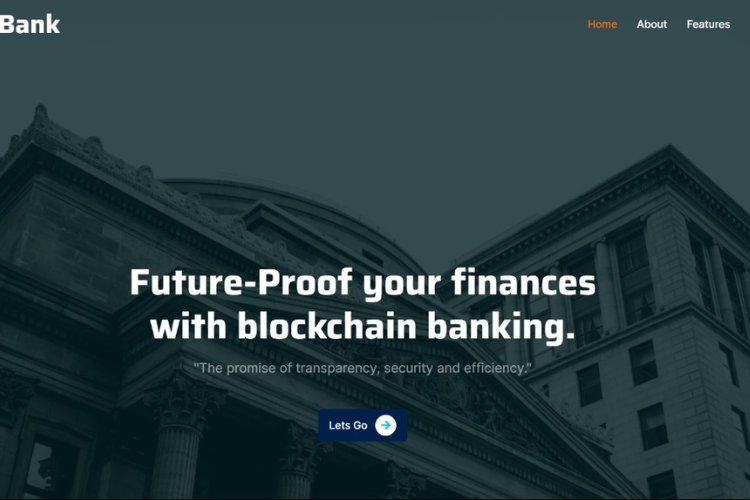 Bank
Home About Features
Future-Proof your finances
with blockchain banking.
"The promise of transparency, security and efficiency."
Lets Go